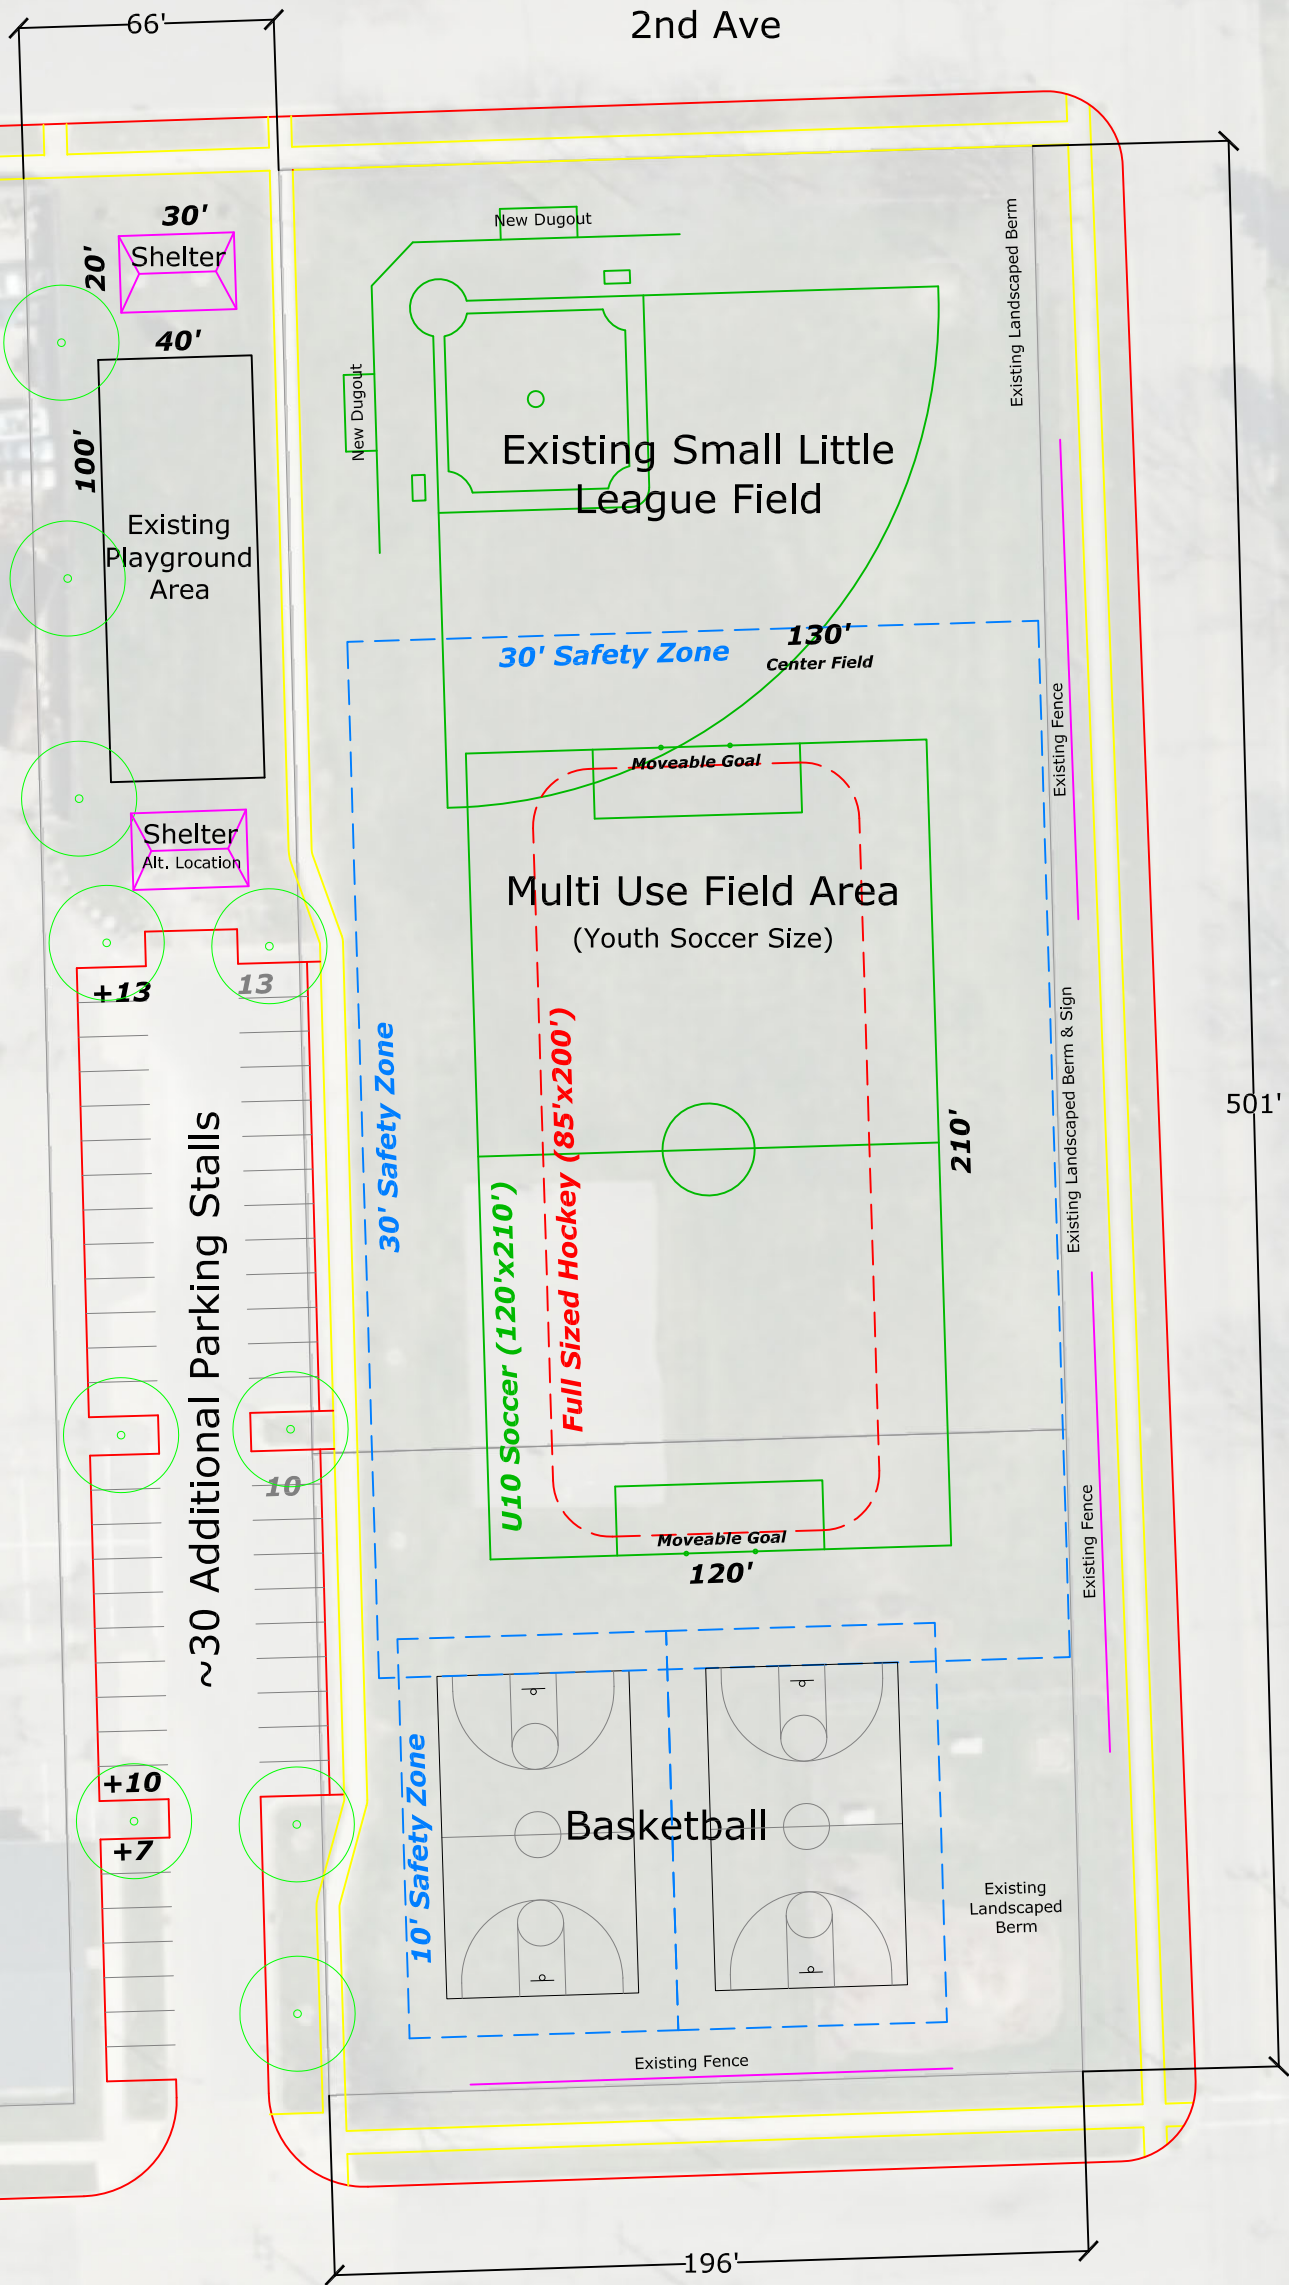 66'
2nd Ave
30'
Shelter
20'
40'
100'
Existing
Playground
Area
New Dugout
New Dugout
Existing Landscaped Berm
Existing Small Little
League Field
130'
Center Field
30' Safety Zone
Moveable Goal
Existing Fence
Shelter
Alt. Location
Multi Use Field Area
(Youth Soccer Size)
+13
13
30' Safety Zone
Full Sized Hockey (85'x200')
U10 Soccer (120'x210')
210'
Existing Landscaped Berm & Sign
501'
~30 Additional Parking Stalls
10
Moveable Goal
120'
Existing Fence
+10
+7
10' Safety Zone
Basketball
Existing
Landscaped
Berm
Existing Fence
196'